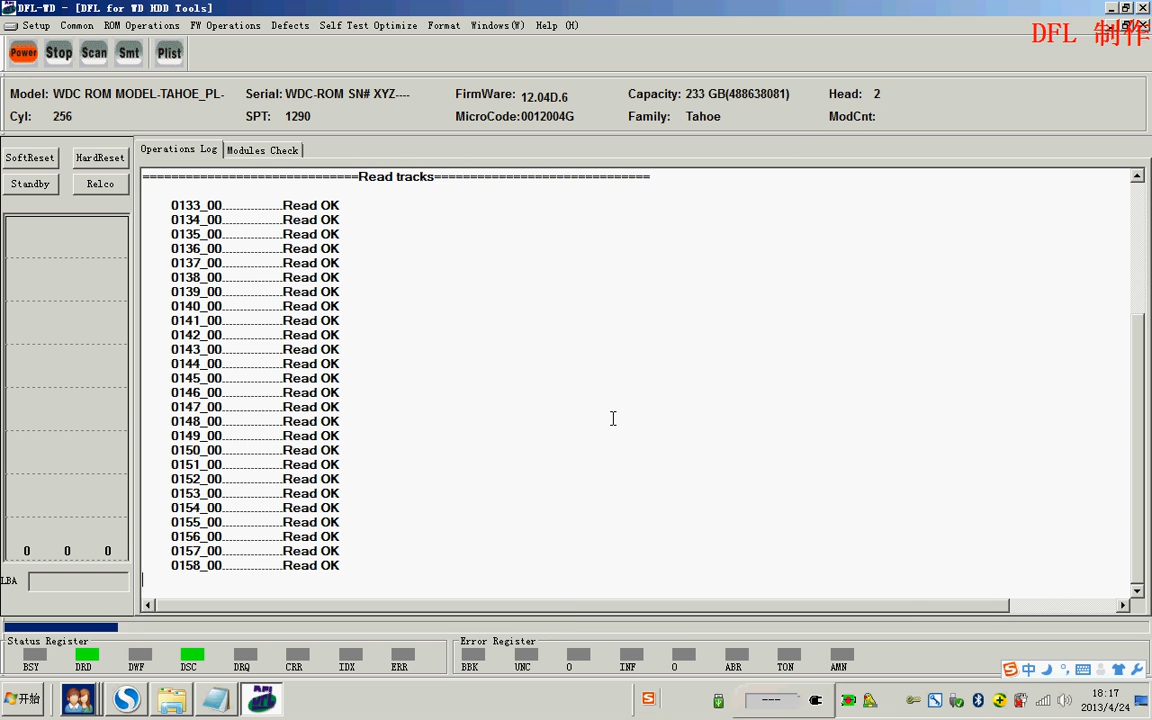 DFL-WD - [DFL for WD HDD Tools]
Setup Common ROM Operations FW Operations Defects Self Test Optimize Format Windows(W) Help (H)
DFL 制作
Power Stop Scan Smt Plist
Model: WDC ROM MODEL-TAHOE_PL- Serial: WDC-ROM SN# XYZ---- FirmWare: 12.04D.6 Capacity: 233 GB(488638081) Head: 2
Cyl: 256 SPT: 1290 MicroCode:0012004G Family: Tahoe ModCnt:
SoftReset HardReset
Standby Relco
Operations Log Modules Check
==============================Read tracks==============================
0133_00................Read OK
0134_00................Read OK
0135_00................Read OK
0136_00................Read OK
0137_00................Read OK
0138_00................Read OK
0139_00................Read OK
0140_00................Read OK
0141_00................Read OK
0142_00................Read OK
0143_00................Read OK
0144_00................Read OK
0145_00................Read OK
0146_00................Read OK
0147_00................Read OK
0148_00................Read OK
0149_00................Read OK
0150_00................Read OK
0151_00................Read OK
0152_00................Read OK
0153_00................Read OK
0154_00................Read OK
0155_00................Read OK
0156_00................Read OK
0157_00................Read OK
0158_00................Read OK
0 0 0
LBA
Status Register
BSY DRD DWF DSC DRQ CRR IDX ERR
Error Register
BBK UNC 0 INF 0 ABR TON AMN
中
开始
DFL
---
18:17
2013/4/24